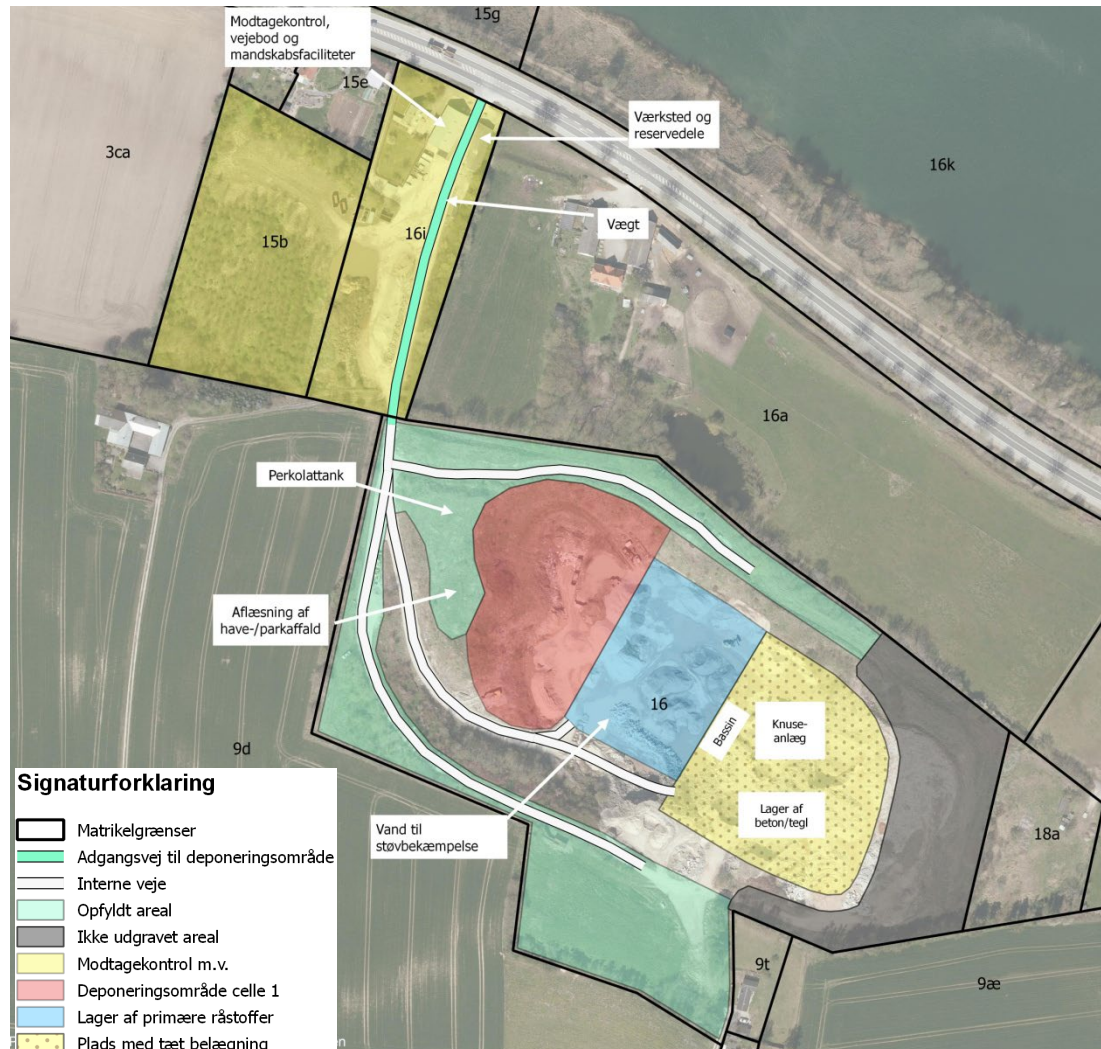 15g
Modtagekontrol,
vejebod og
mandskabsfaciliteter
15e
Værksted og
reservedele
3ca
16k
Vægt
15b
16i
16a
Perkolattank
Aflæsning af
have-/parkaffald
16
Knuse-
anlæg
Bassin
9d
Lager af
beton/tegl
Vand til
støvbekæmpelse
18a
9t
9æ
Signaturforklaring
Matrikelgrænser
Adgangsvej til deponeringsområde
Interne veje
Opfyldt areal
Ikke udgravet areal
Modtagekontrol m.v.
Deponeringsområde celle 1
Lager af primære råstoffer
Plads med tæt belægning